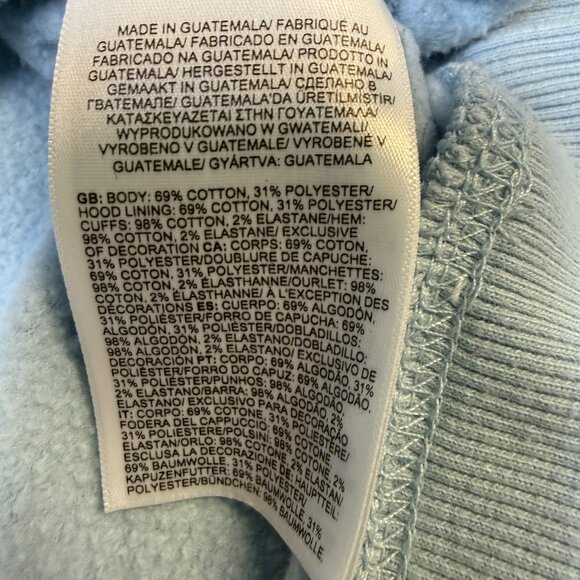 MADE IN GUATEMALA/ FABRIQUÉ AU
GUATEMALA/ FABRICADO EN GUATEMALA/
FABRICADO NA GUATEMALA/ PRODOTTO IN
GUATEMALA/ HERGESTELLT IN GUATEMALA/
GEMAAKT IN GUATEMALA/ СДЕЛАНО В
ГВАТЕМАЛЕ/ GUATEMALA'DA ÜRETİLMİSTİR/
ΚΑΤΑΣΚΕΥΑΖΕΤΑΙ ΣΤΗΝ ΓΟΥΑΤΕΜΑΛΑ/
WYPRODUKOWANO W GWATEMALI/
VYROBENO V GUATEMALE/ VYROBENÉ V
GUATEMALE/ GYÁRTVA: GUATEMALA
GB: BODY: 69% COTTON, 31% POLYESTER/
HOOD LINING: 69% COTTON, 31% POLYESTER/
CUFFS: 98% COTTON, 2% ELASTANE/HEM:
98% COTTON, 2% ELASTANE/ EXCLUSIVE
OF DECORATION CA: CORPS: 69% COTON,
31% POLYESTER/DOUBLURE DE CAPUCHE:
69% COTON, 31% POLYESTER/MANCHETTES:
98% COTON, 2% ÉLASTHANNE/OURLET: 98%
COTON, 2% ÉLASTHANNE/ À L'EXCEPTION DES
DÉCORATIONS ES: CUERPO: 69% ALGODÓN,
31% POLIÉSTER/FORRO DE CAPUCHA: 69%
ALGODÓN, 31% POLIÉSTER/DOBLADILLOS:
98% ALGODÓN, 2% ELASTANO/DOBLADILLO:
98% ALGODÓN, 2% ELASTANO/ EXCLUSIVO DE
DECORACIÓN PT: CORPO: 69% ALGODÃO, 31%
POLIÉSTER/FORRO DO CAPUZ: 69% ALGODÃO,
31% POLIÉSTER/PUNHOS: 98% ALGODÃO,
2% ELASTANO/BARRA: 98% ALGODÃO, 2%
ELASTANO/ EXCLUSIVO PARA DECORAÇÃO
IT: CORPO: 69% COTONE, 31% POLIESTERE/
FODERA DEL CAPPUCCIO: 69% COTONE,
31% POLIESTERE/POLSINI: 98% COTONE, 2%
ELASTAN/ORLO: 98% COTONE, 2% ELASTAN/
ESCLUSA LA DECORAZIONE DE: HAUPTTEIL:
69% BAUMWOLLE, 31% POLYESTER/
KAPUZENFUTTER: 69% BAUMWOLLE, 31%
POLYESTER/BÜNDCHEN: 98% BAUMWOLLE,